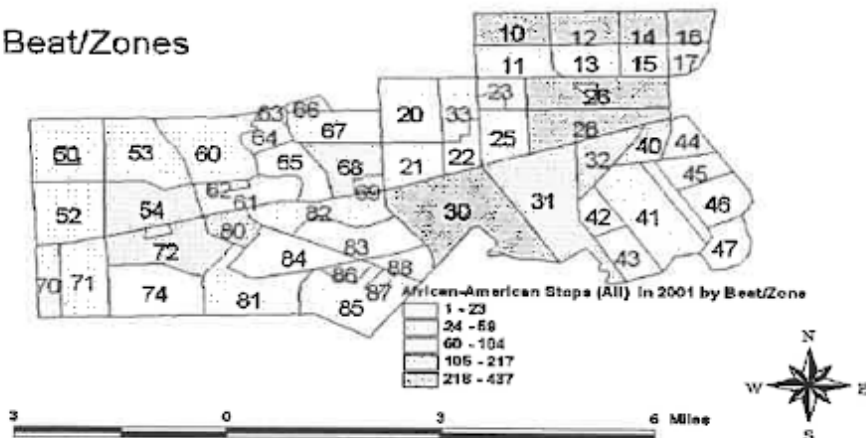 Beat/Zones
10 12 14 16
11 13 15 17
63 66 20 33 23 26
64 67 25 28
50 53 60 65 68 21 22 32 40 44
62 69 45
52 54 61 82 30 31 42 41 46
80 83 43 47
72 84 86 88
70 71 74 81 85 87
African-American Stops (All) in 2001 by Beat/Zone
1 - 23
24 - 59
60 - 104
105 - 217
218 - 437
N
W E
S
3 0 3 6 Miles